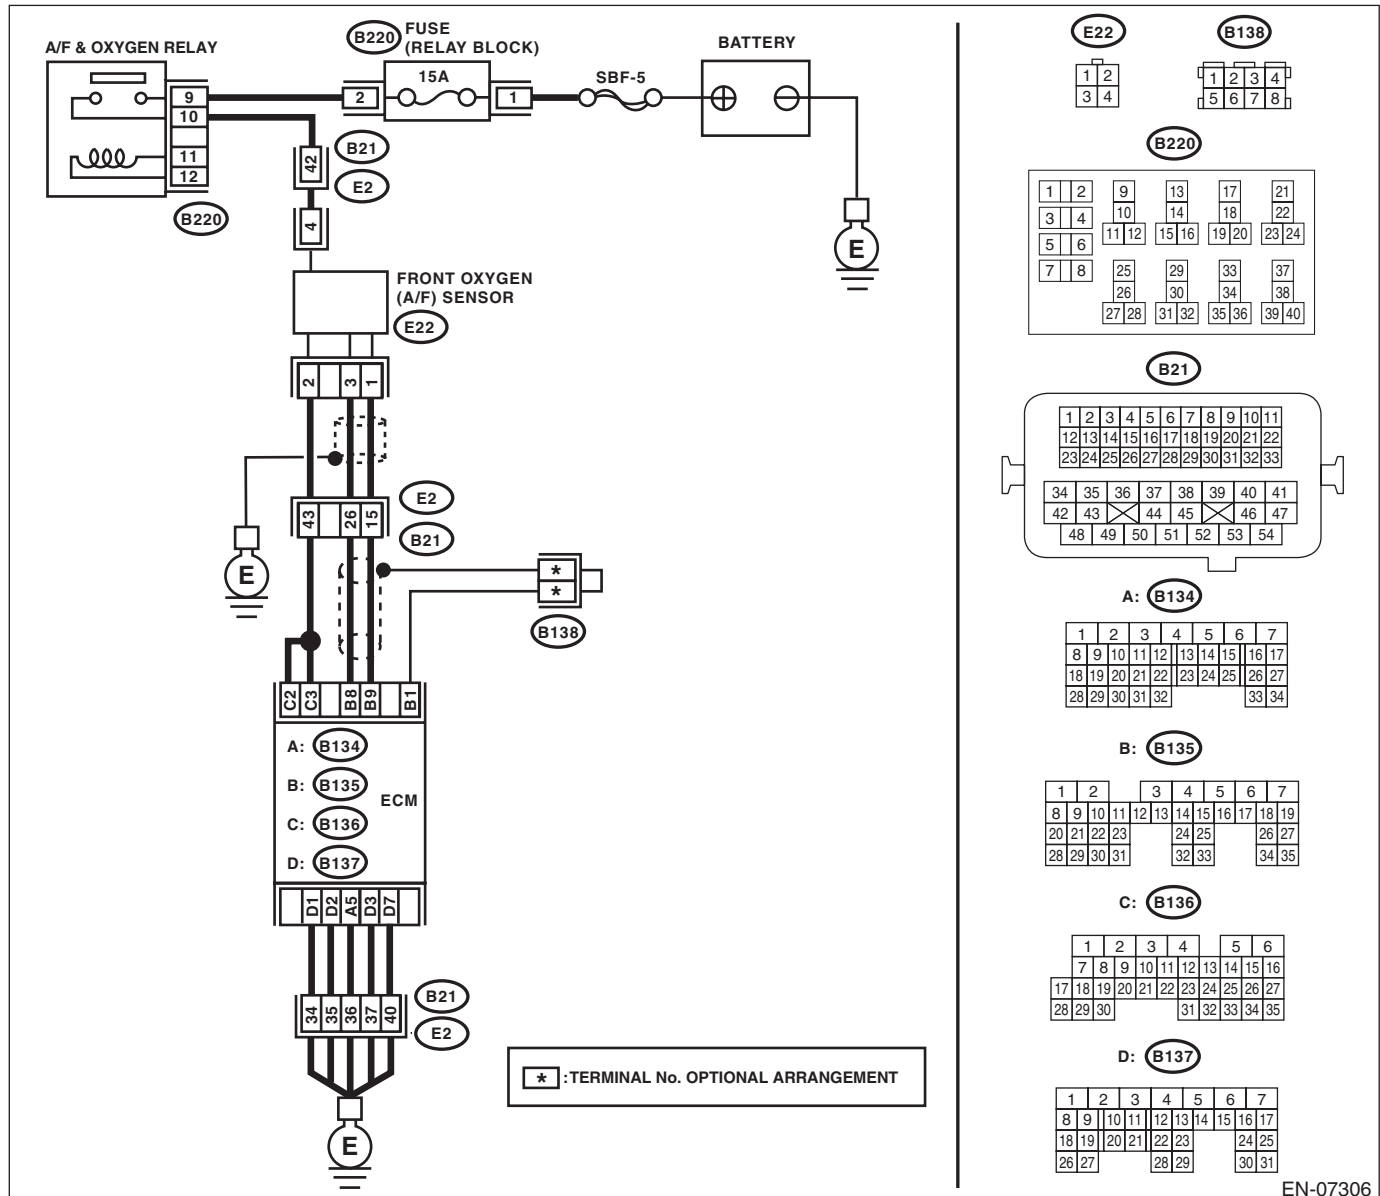 A/F & OXYGEN RELAY
B220
FUSE
(RELAY BLOCK)
15A
2
1
SBF-5
BATTERY
9
10
11
12
B220
42
B21
E2
4
E
FRONT OXYGEN
(A/F) SENSOR
E22
2 3 1
E
43 26 15
E2
B21
*
*
B138
C2 C3 B8 B9 B1
A: B134
B: B135
C: B136
D: B137
ECM
D1 D2 A5 D3 D7
34 35 36 37 40
B21
E2
E
* :TERMINAL No. OPTIONAL ARRANGEMENT
E22
1 2
3 4
B138
1 2 3 4
5 6 7 8
B220
1 2 9 13 17 21
3 4 10 14 18 22
5 6 11 12 15 16 19 20 23 24
7 8 25 29 33 37
26 30 34 38
27 28 31 32 35 36 39 40
B21
1 2 3 4 5 6 7 8 9 10 11
12 13 14 15 16 17 18 19 20 21 22
23 24 25 26 27 28 29 30 31 32 33
34 35 36 37 38 39 40 41
42 43 44 45 46 47
48 49 50 51 52 53 54
A: B134
1 2 3 4 5 6 7
8 9 10 11 12 13 14 15 16 17
18 19 20 21 22 23 24 25 26 27
28 29 30 31 32 33 34
B: B135
1 2 3 4 5 6 7
8 9 10 11 12 13 14 15 16 17 18 19
20 21 22 23 24 25 26 27
28 29 30 31 32 33 34 35
C: B136
1 2 3 4 5 6
7 8 9 10 11 12 13 14 15 16
17 18 19 20 21 22 23 24 25 26 27
28 29 30 31 32 33 34 35
D: B137
1 2 3 4 5 6 7
8 9 10 11 12 13 14 15 16 17
18 19 20 21 22 23 24 25
26 27 28 29 30 31
EN-07306